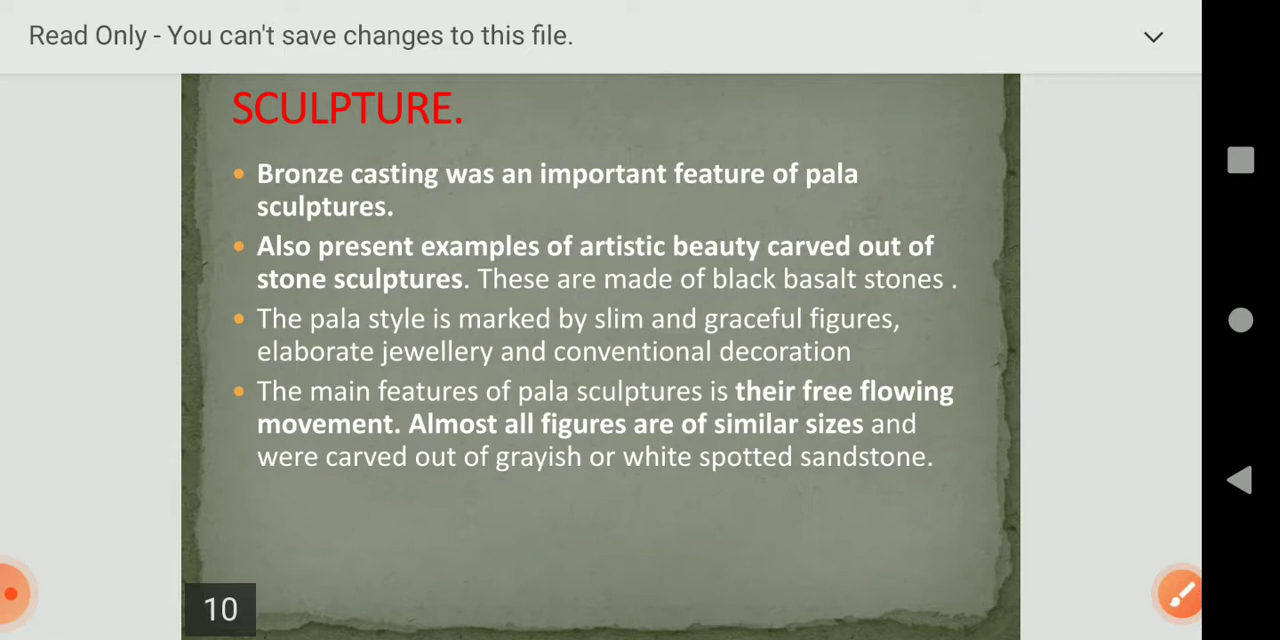 Read Only - You can't save changes to this file.
SCULPTURE.
• Bronze casting was an important feature of pala
sculptures.
• Also present examples of artistic beauty carved out of
stone sculptures. These are made of black basalt stones .
• The pala style is marked by slim and graceful figures,
elaborate jewellery and conventional decoration
• The main features of pala sculptures is their free flowing
movement. Almost all figures are of similar sizes and
were carved out of grayish or white spotted sandstone.
10